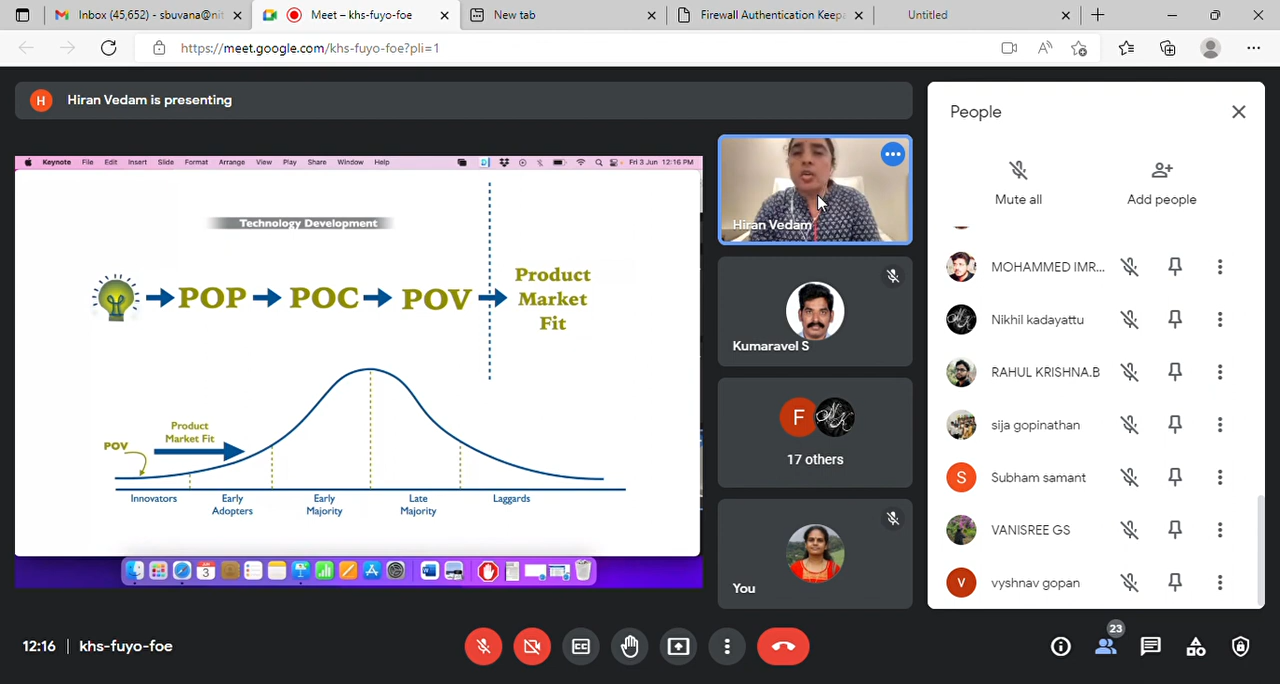 Inbox (45,652) - sbuvana@nit
Meet – khs-fuyo-foe
New tab
Firewall Authentication Keepa
Untitled
https://meet.google.com/khs-fuyo-foe?pli=1
H
Hiran Vedam is presenting
Keynote File Edit Insert Slide Format Arrange View Play Share Window Help
Fri 3 Jun 12:16 PM
Technology Development
POP POC POV
Product
Market
Fit
POV
Product
Market Fit
Innovators
Early
Adopters
Early
Majority
Late
Majority
Laggards
3
Hiran Vedam
Kumaravel S
F
17 others
You
People
Mute all
Add people
MOHAMMED IMR...
Nikhil kadayattu
RAHUL KRISHNA.B
sija gopinathan
S
Subham samant
VANISREE GS
V
vyshnav gopan
12:16 | khs-fuyo-foe
23